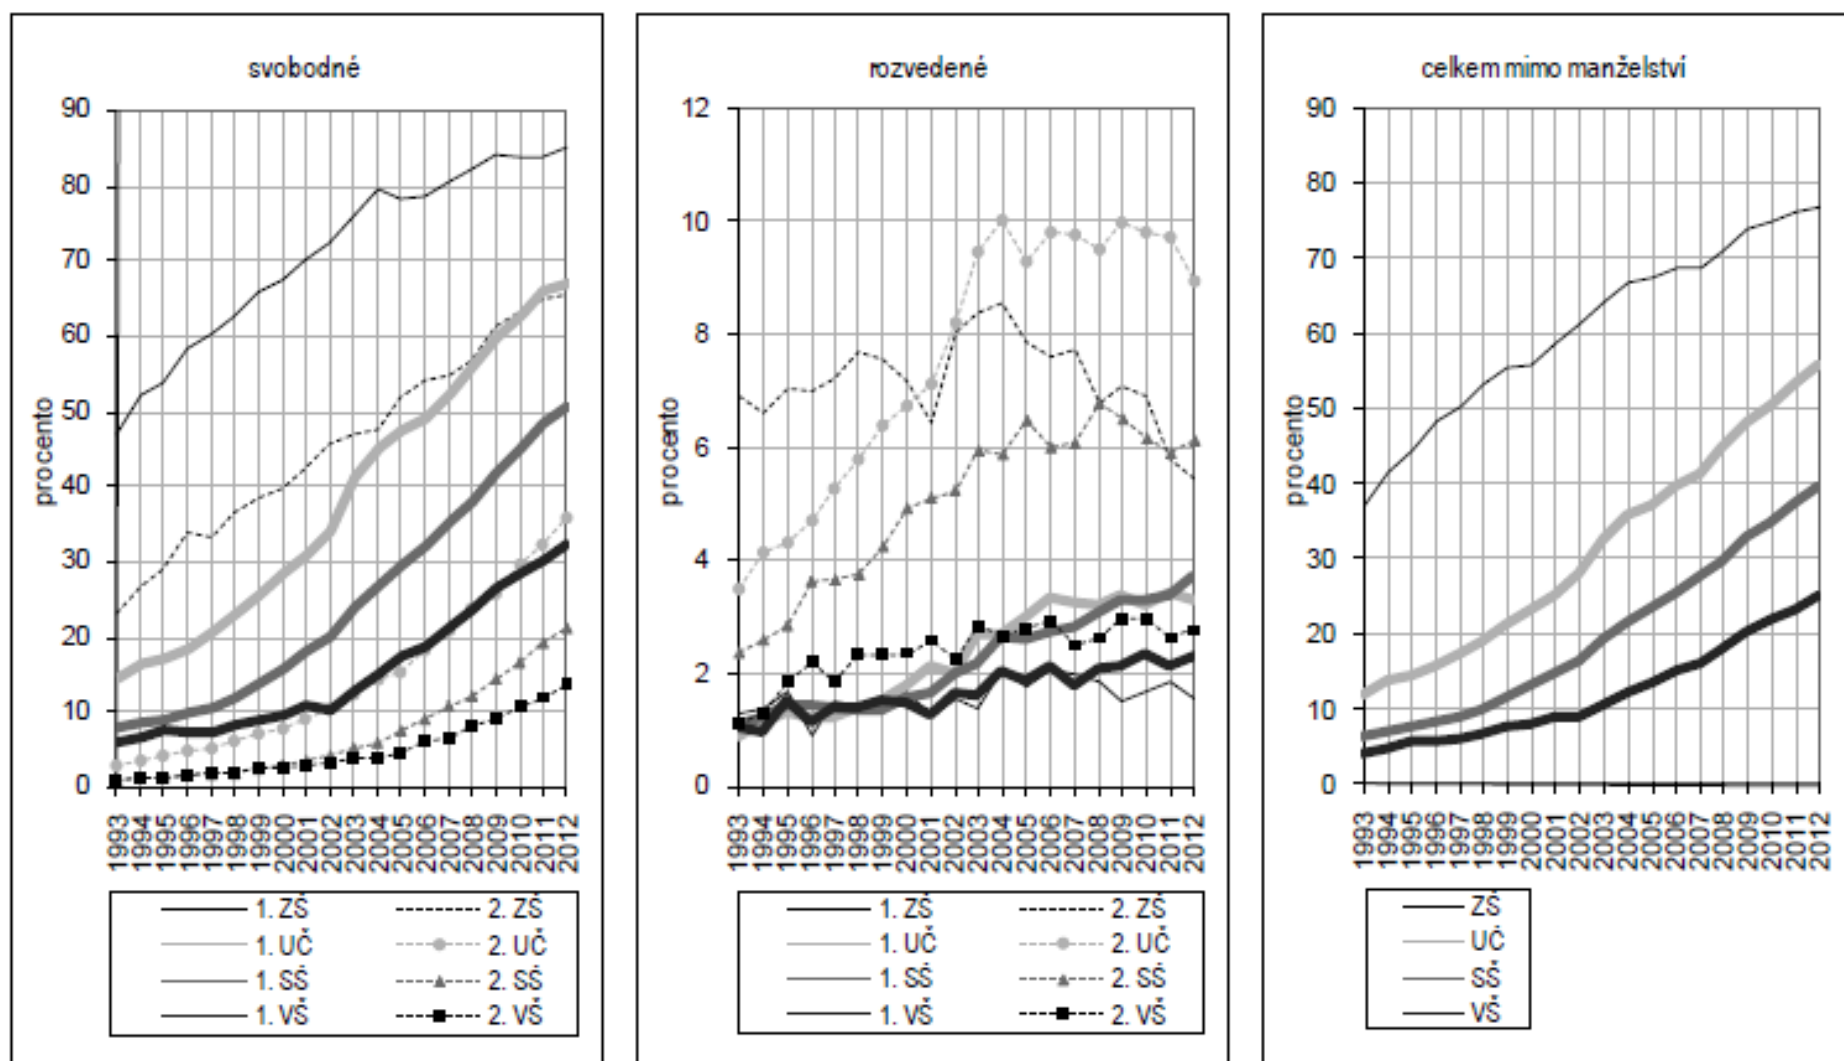 svobodné
90
80
70
60
50
40
30
20
10
0
procento
1993 1994 1995 1996 1997 1998 1999 2000 2001 2002 2003 2004 2005 2006 2007 2008 2009 2010 2011 2012
1. ZŠ 2. ZŠ
1. UČ 2. UČ
1. SŠ 2. SŠ
1. VŠ 2. VŠ
rozvedené
12
10
8
6
4
2
0
procento
1993 1994 1995 1996 1997 1998 1999 2000 2001 2002 2003 2004 2005 2006 2007 2008 2009 2010 2011 2012
1. ZŠ 2. ZŠ
1. UČ 2. UČ
1. SŠ 2. SŠ
1. VŠ 2. VŠ
celkem mimo manželství
90
80
70
60
50
40
30
20
10
0
procento
1993 1994 1995 1996 1997 1998 1999 2000 2001 2002 2003 2004 2005 2006 2007 2008 2009 2010 2011 2012
ZŠ
UČ
SŠ
VŠ